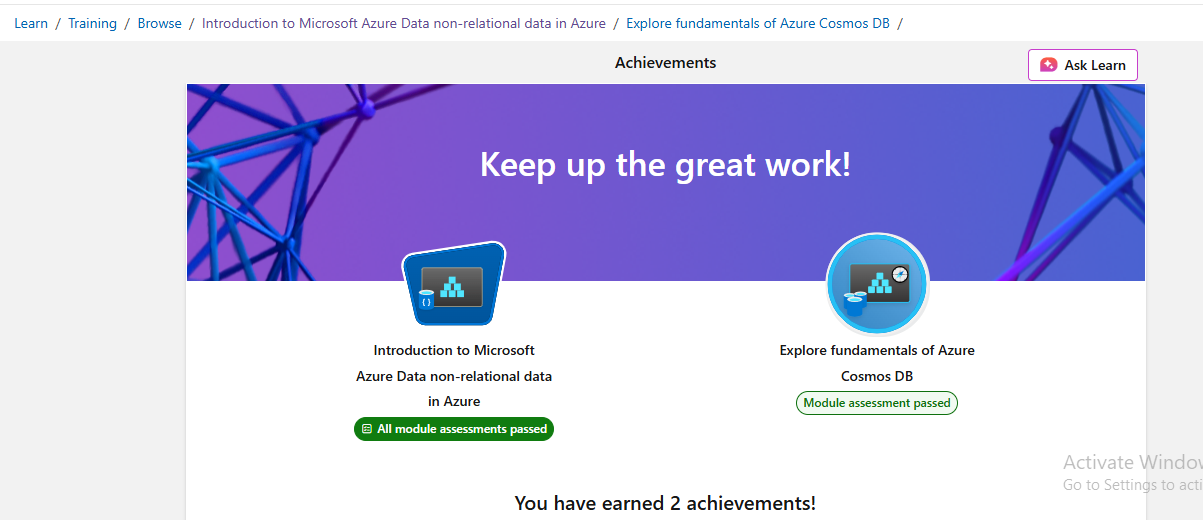 Learn / Training / Browse / Introduction to Microsoft Azure Data non-relational data in Azure / Explore fundamentals of Azure Cosmos DB /
Achievements
Ask Learn
Keep up the great work!
Introduction to Microsoft
Azure Data non-relational data
in Azure
All module assessments passed
Explore fundamentals of Azure
Cosmos DB
Module assessment passed
You have earned 2 achievements!
Activate Window
Go to Settings to acti